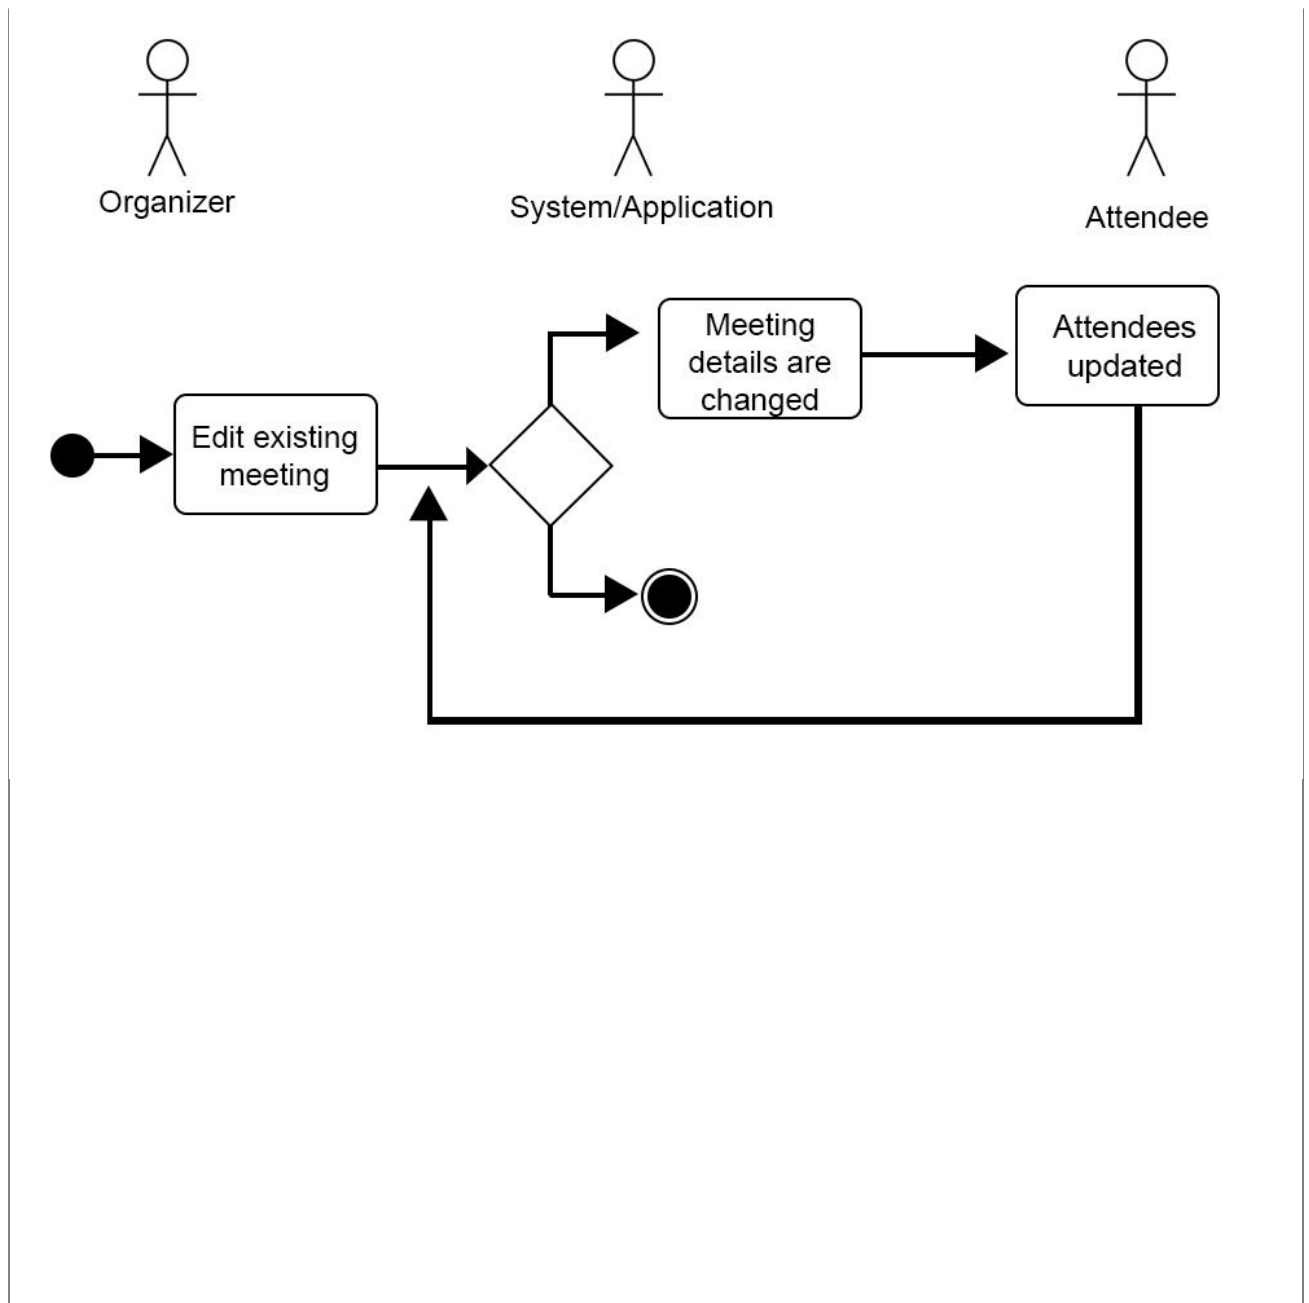 Organizer
System/Application
Attendee
Edit existing
meeting
Meeting
details are
changed
Attendees
updated